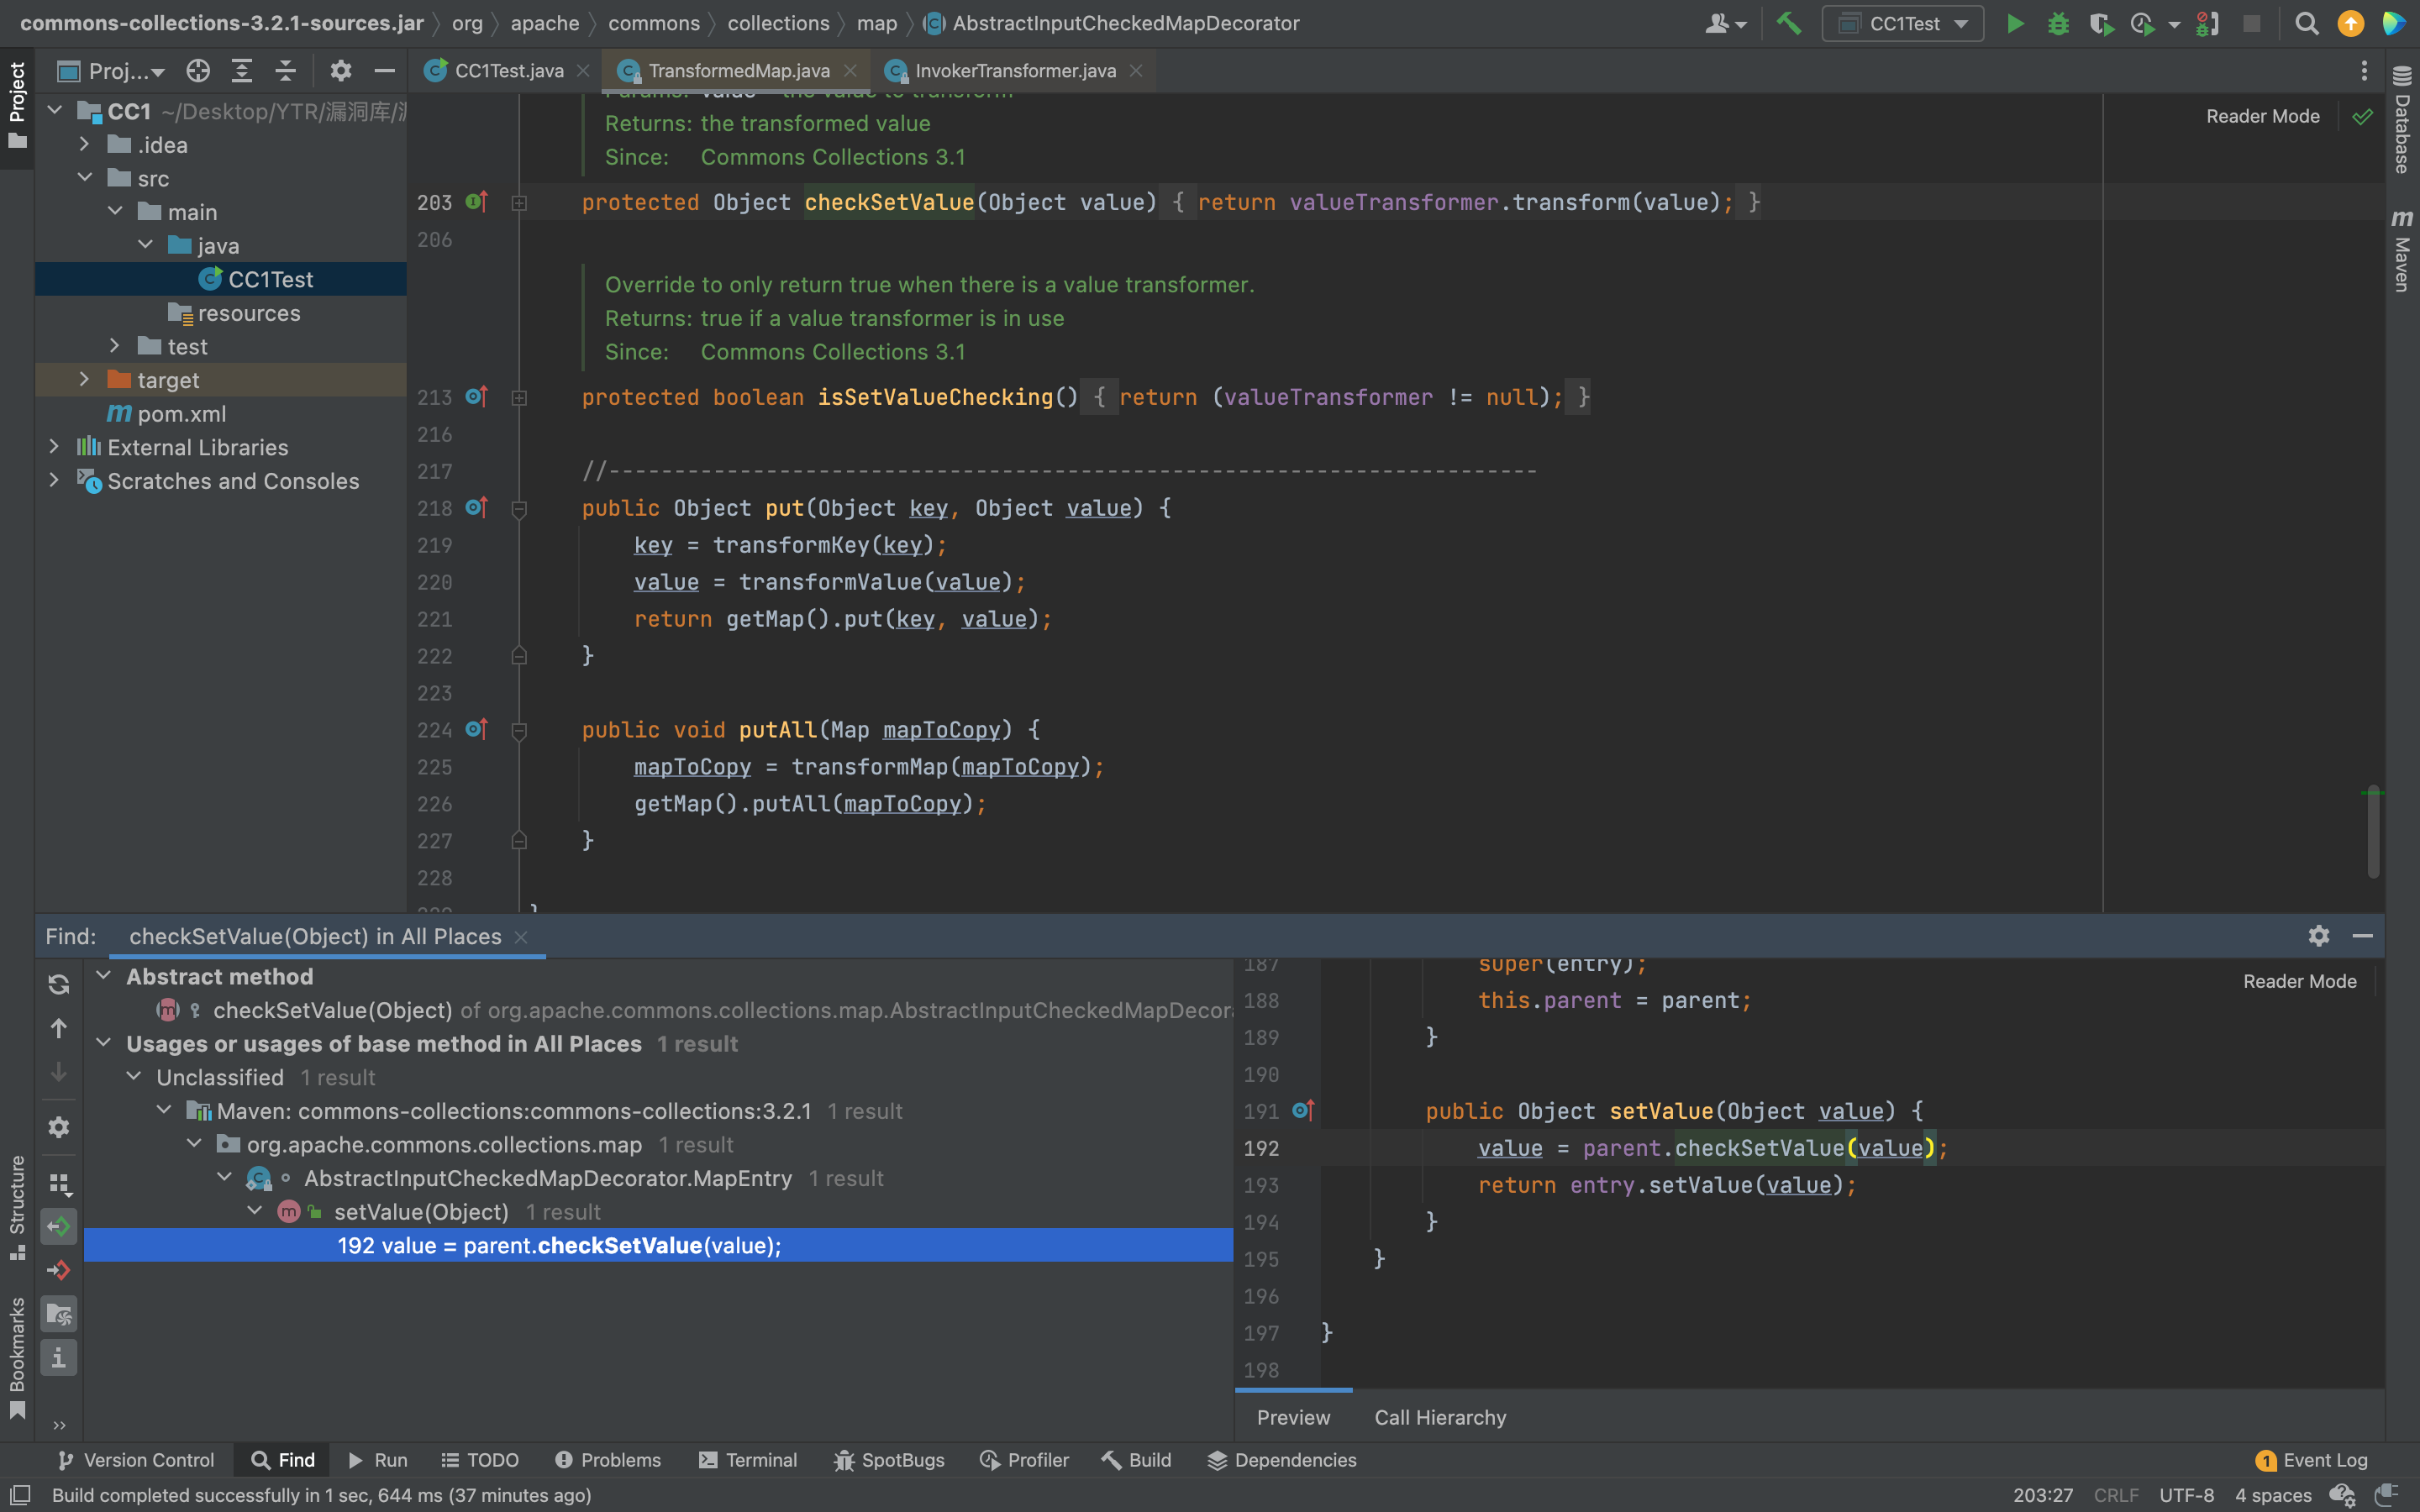 commons-collections-3.2.1-sources.jar org apache commons collections map AbstractInputCheckedMapDecorator
CC1Test
Project
Proj...
CC1Test.java
TransformedMap.java
InvokerTransformer.java
CC1 ~/Desktop/YTR/漏洞库/
.idea
src
main
java
CC1Test
resources
test
target
pom.xml
External Libraries
Scratches and Consoles
Reader Mode
Database
Maven
Params: value – the value to transform
Returns: the transformed value
Since: Commons Collections 3.1
203 protected Object checkSetValue(Object value) { return valueTransformer.transform(value); }
206
Override to only return true when there is a value transformer.
Returns: true if a value transformer is in use
Since: Commons Collections 3.1
213 protected boolean isSetValueChecking() { return (valueTransformer != null); }
216
217 //-----------------------------------------------------------------------
218 public Object put(Object key, Object value) {
219 key = transformKey(key);
220 value = transformValue(value);
221 return getMap().put(key, value);
222 }
223
224 public void putAll(Map mapToCopy) {
225 mapToCopy = transformMap(mapToCopy);
226 getMap().putAll(mapToCopy);
227 }
228
229 }
Find: checkSetValue(Object) in All Places
Abstract method
checkSetValue(Object) of org.apache.commons.collections.map.AbstractInputCheckedMapDecora
Usages or usages of base method in All Places 1 result
Unclassified 1 result
Maven: commons-collections:commons-collections:3.2.1 1 result
org.apache.commons.collections.map 1 result
AbstractInputCheckedMapDecorator.MapEntry 1 result
setValue(Object) 1 result
192 value = parent.checkSetValue(value);
Structure
Bookmarks
Reader Mode
187 super(entry);
188 this.parent = parent;
189 }
190
191 public Object setValue(Object value) {
192 value = parent.checkSetValue(value);
193 return entry.setValue(value);
194 }
195 }
196
197 }
198
Preview Call Hierarchy
Version Control Find Run TODO Problems Terminal SpotBugs Profiler Build Dependencies 1 Event Log
Build completed successfully in 1 sec, 644 ms (37 minutes ago) 203:27 CRLF UTF-8 4 spaces